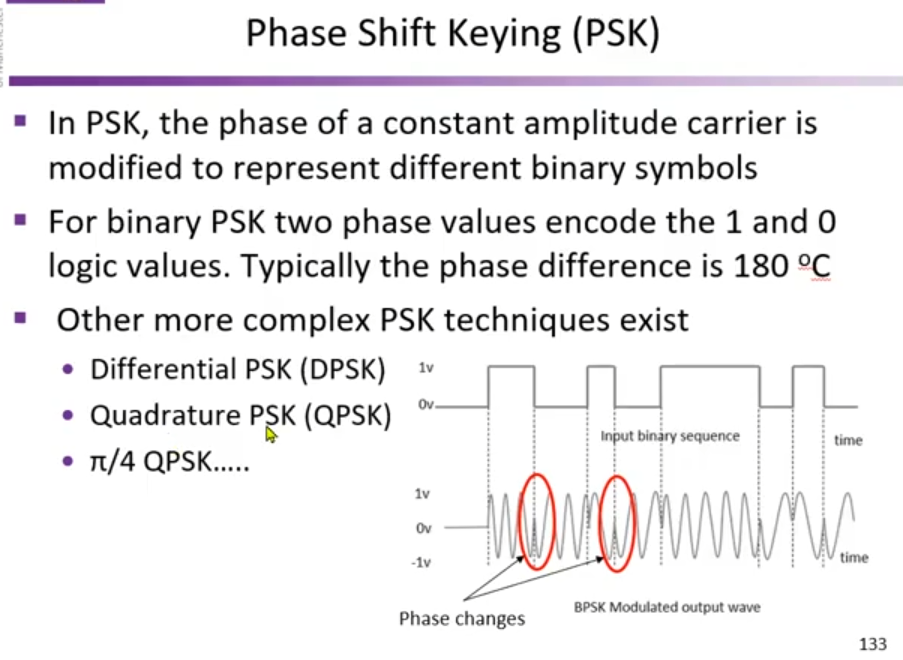 Phase Shift Keying (PSK)
In PSK, the phase of a constant amplitude carrier is
modified to represent different binary symbols
For binary PSK two phase values encode the 1 and 0
logic values. Typically the phase difference is 180 ºC
Other more complex PSK techniques exist
Differential PSK (DPSK)
Quadrature PSK (QPSK)
π/4 QPSK…..
1v
0v
Input binary sequence
time
1v
0v
-1v
time
Phase changes
BPSK Modulated output wave
133